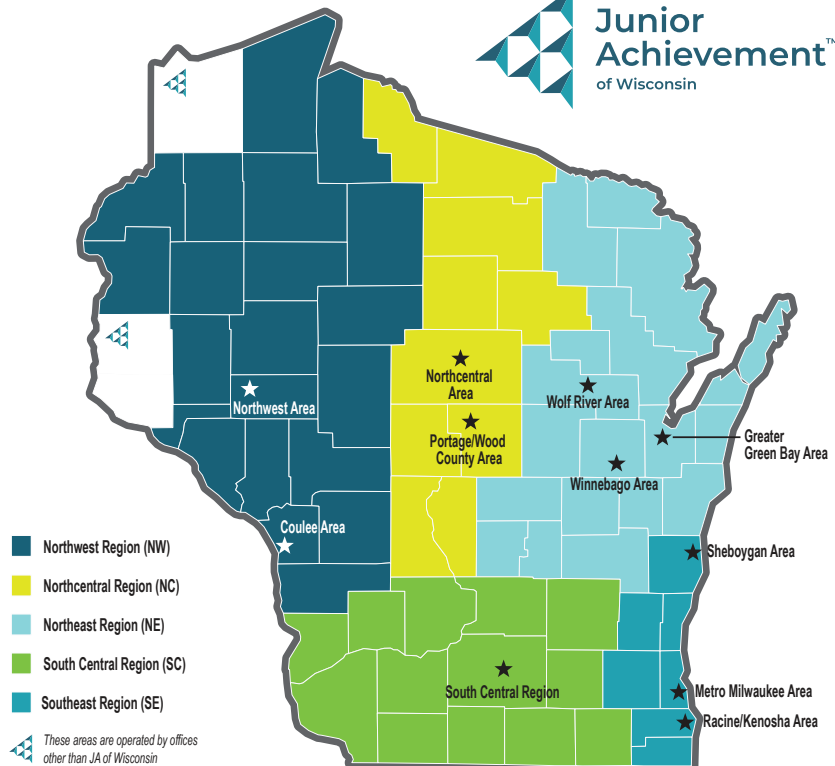 Junior
Achievement™
of Wisconsin
Northcentral
Area
Northwest Area
Wolf River Area
Portage/Wood
County Area
Greater
Green Bay Area
Winnebago Area
Coulee Area
Sheboygan Area
Northwest Region (NW)
Northcentral Region (NC)
Northeast Region (NE)
South Central Region (SC)
Southeast Region (SE)
South Central Region
Metro Milwaukee Area
Racine/Kenosha Area
These areas are operated by offices
other than JA of Wisconsin